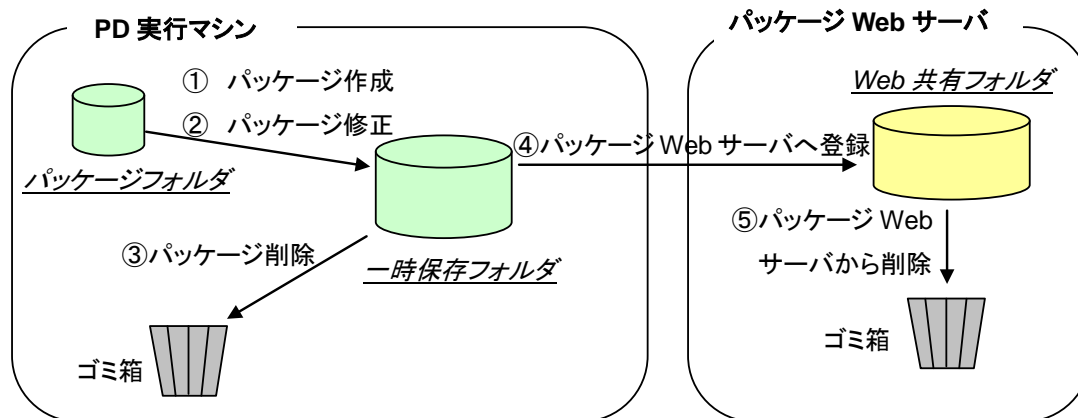 PD 実行マシン
① パッケージ作成
② パッケージ修正
パッケージフォルダ
③パッケージ削除
一時保存フォルダ
ゴミ箱
④パッケージ Web サーバへ登録
パッケージ Web サーバ
Web 共有フォルダ
⑤パッケージ Web
サーバから削除
ゴミ箱